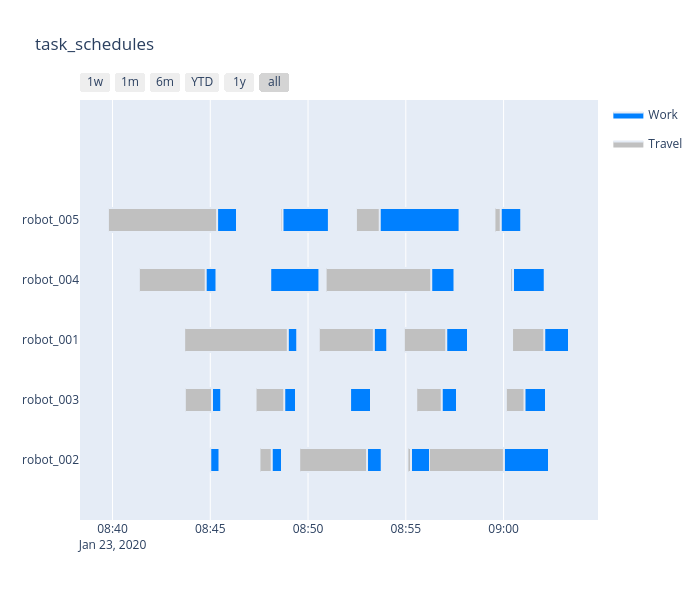 task_schedules
1w 1m 6m YTD 1y all
Work
Travel
robot_005
robot_004
robot_001
robot_003
robot_002
08:40 08:45 08:50 08:55 09:00
Jan 23, 2020